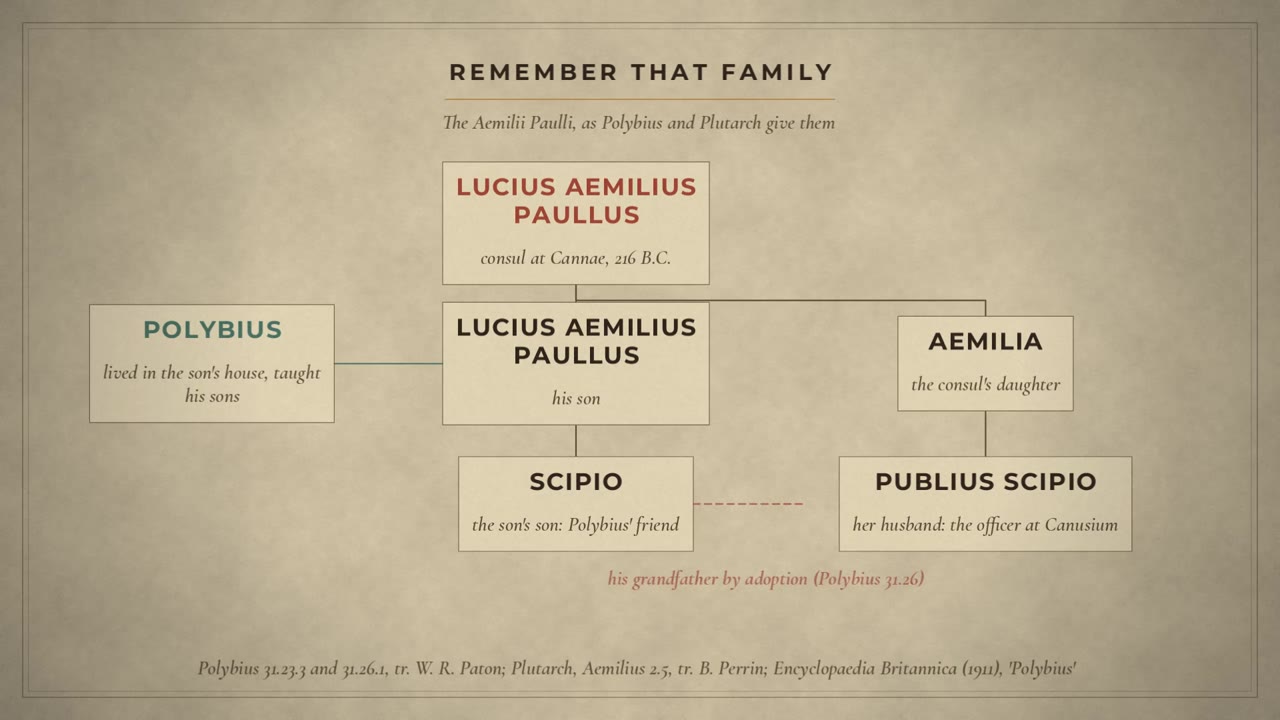 REMEMBER THAT FAMILY
The Aemilii Paulli, as Polybius and Plutarch give them
LUCIUS AEMILIUS
PAULLUS
consul at Cannae, 216 B.C.
POLYBIUS
lived in the son's house, taught
his sons
LUCIUS AEMILIUS
PAULLUS
his son
AEMILIA
the consul's daughter
SCIPIO
the son's son: Polybius' friend
PUBLIUS SCIPIO
her husband: the officer at Canusium
his grandfather by adoption (Polybius 31.26)
Polybius 31.23.3 and 31.26.1, tr. W. R. Paton; Plutarch, Aemilius 2.5, tr. B. Perrin; Encyclopaedia Britannica (1911), 'Polybius'